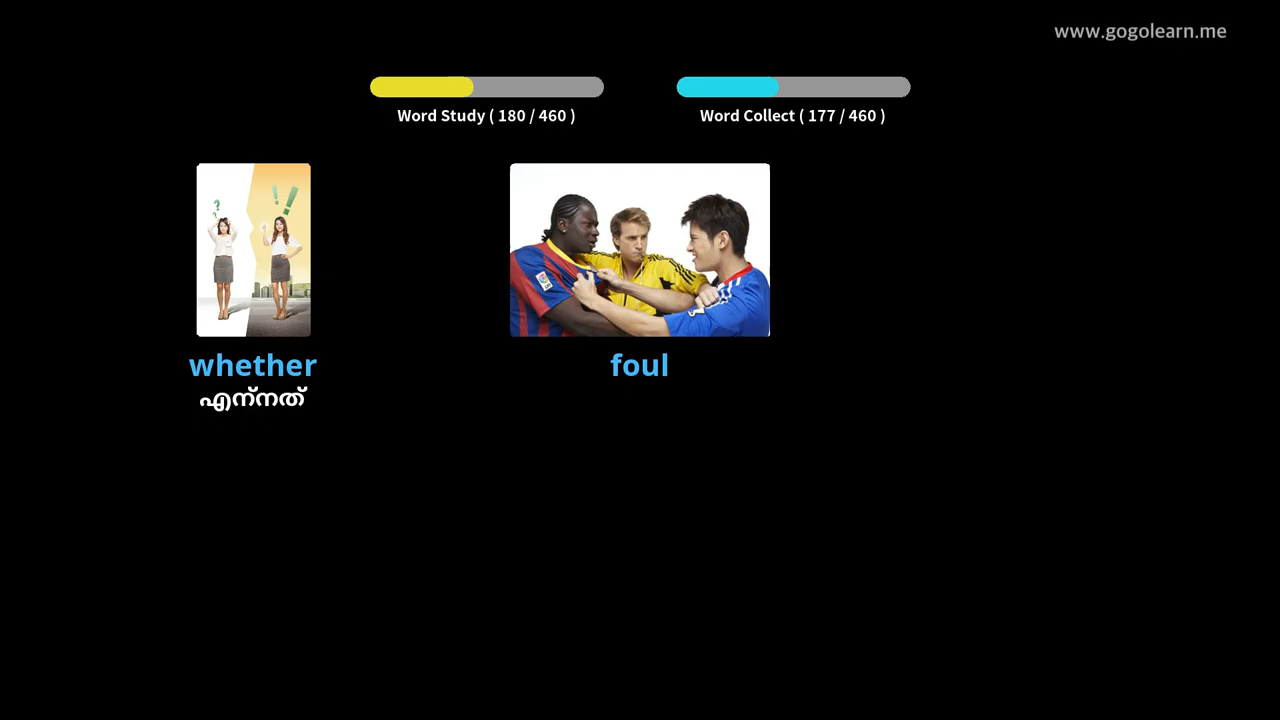 www.gogolearn.me
Word Study ( 180 / 460 )
Word Collect ( 177 / 460 )
whether
എന്നത്
foul